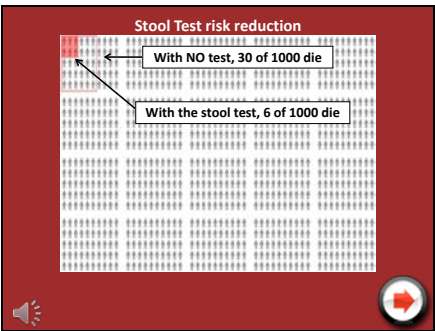 Stool Test risk reduction
With NO test, 30 of 1000 die
With the stool test, 6 of 1000 die